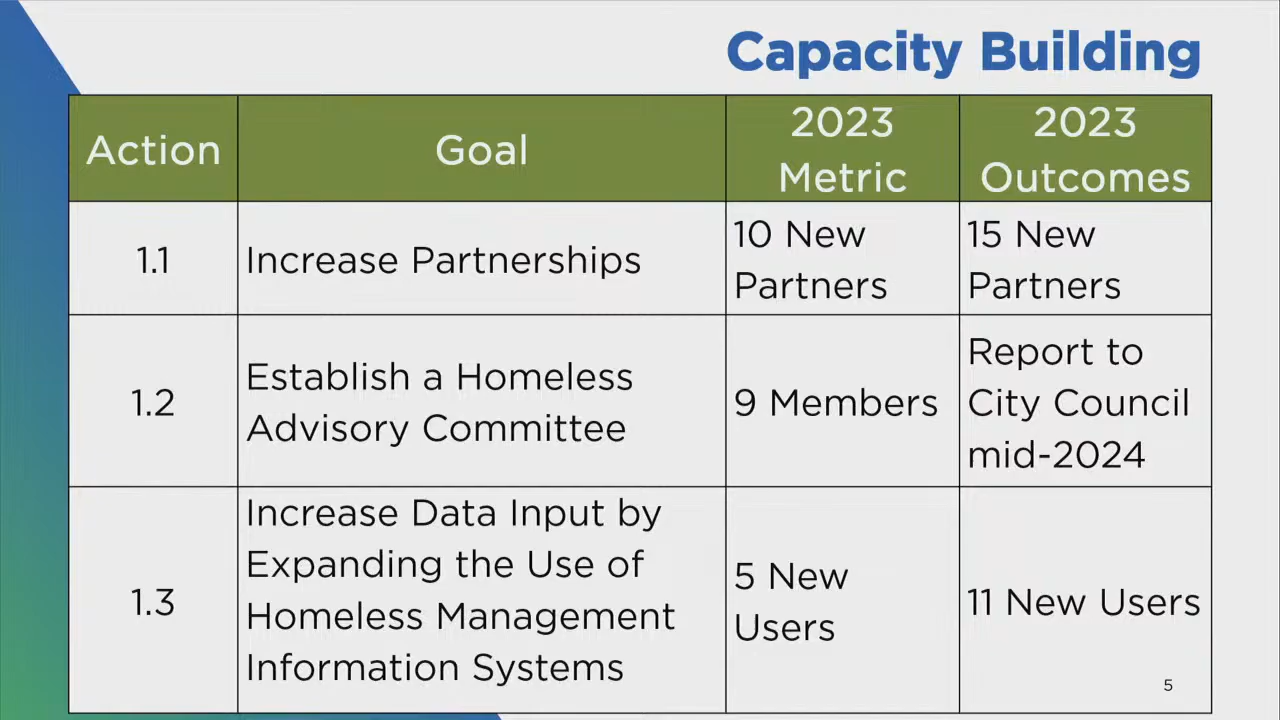 Capacity Building
Action
Goal
2023
Metric
2023
Outcomes
1.1
Increase Partnerships
10 New
Partners
15 New
Partners
1.2
Establish a Homeless
Advisory Committee
9 Members
Report to
City Council
mid-2024
1.3
Increase Data Input by
Expanding the Use of
Homeless Management
Information Systems
5 New
Users
11 New Users
5